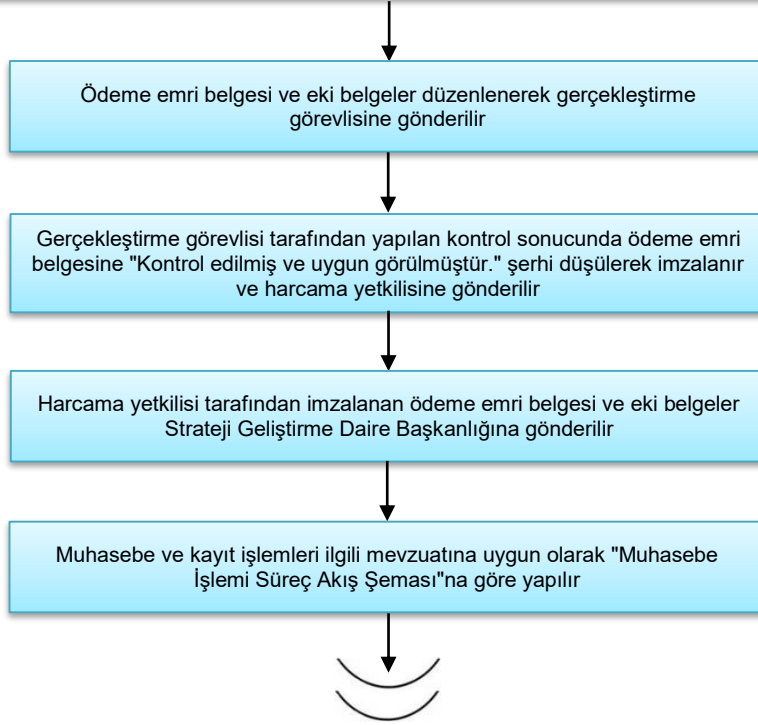 Ödeme emri belgesi ve eki belgeler düzenlenerek gerçekleştirme
görevlisine gönderilir
Gerçekleştirme görevlisi tarafından yapılan kontrol sonucunda ödeme emri
belgesine "Kontrol edilmiş ve uygun görülmüştür." şerhi düşülerek imzalanır
ve harcama yetkilisine gönderilir
Harcama yetkilisi tarafından imzalanan ödeme emri belgesi ve eki belgeler
Strateji Geliştirme Daire Başkanlığına gönderilir
Muhasebe ve kayıt işlemleri ilgili mevzuatına uygun olarak "Muhasebe
İşlemi Süreç Akış Şeması"na göre yapılır